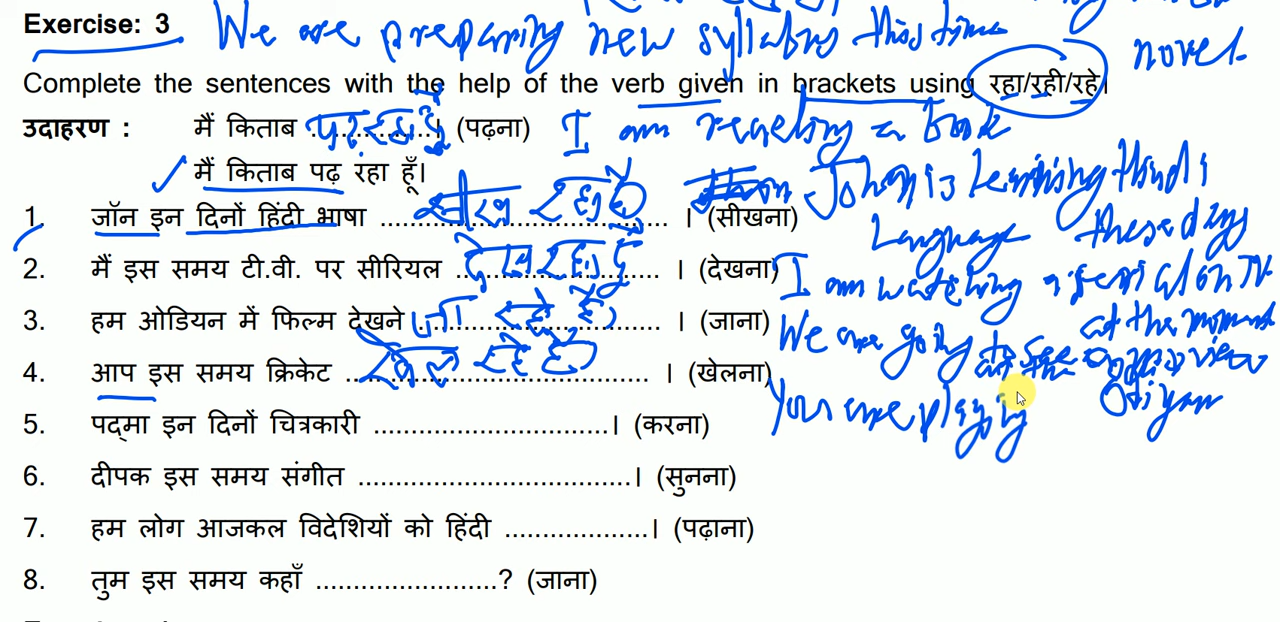 Exercise: 3 We are preparing new syllabus this time
novel.
Complete the sentences with the help of the verb given in brackets using रहा/रही/रहे।
उदाहरण : मैं किताब ................। (पढ़ना) I am reading a book
मैं किताब पढ़ रहा हूँ।
1. जॉन इन दिनों हिंदी भाषा सीख रहा है । (सीखना) John is learning Hindi
Language these days
2. मैं इस समय टी.वी. पर सीरियल देख रहा हूँ । (देखना) I am watching a serial on TV
at the moment
3. हम ओडियन में फिल्म देखने जा रहे हैं । (जाना) We are going to see
Odiyan
4. आप इस समय क्रिकेट खेल रहे हैं । (खेलना) You are playing
5. पद्मा इन दिनों चित्रकारी ..............................। (करना)
6. दीपक इस समय संगीत ...................................। (सुनना)
7. हम लोग आजकल विदेशियों को हिंदी ...................। (पढ़ाना)
8. तुम इस समय कहाँ ........................? (जाना)